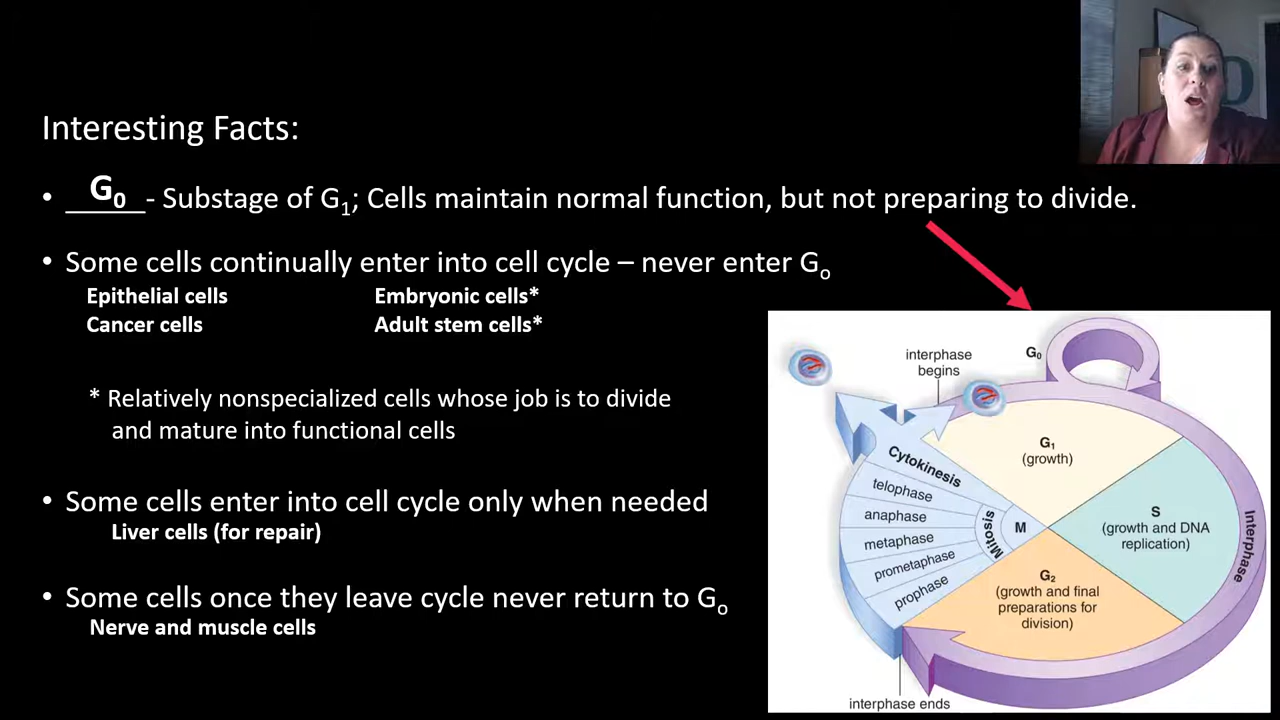 Interesting Facts:
• G₀ - Substage of G₁; Cells maintain normal function, but not preparing to divide.
• Some cells continually enter into cell cycle – never enter Gₒ
Epithelial cells Embryonic cells*
Cancer cells Adult stem cells*
* Relatively nonspecialized cells whose job is to divide
and mature into functional cells
• Some cells enter into cell cycle only when needed
Liver cells (for repair)
• Some cells once they leave cycle never return to Gₒ
Nerve and muscle cells
G₀
interphase
begins
G₁
(growth)
S
(growth and DNA
replication)
G₂
(growth and final
preparations for
division)
Interphase
M
Mitosis
Cytokinesis
telophase
anaphase
metaphase
prometaphase
prophase
interphase ends